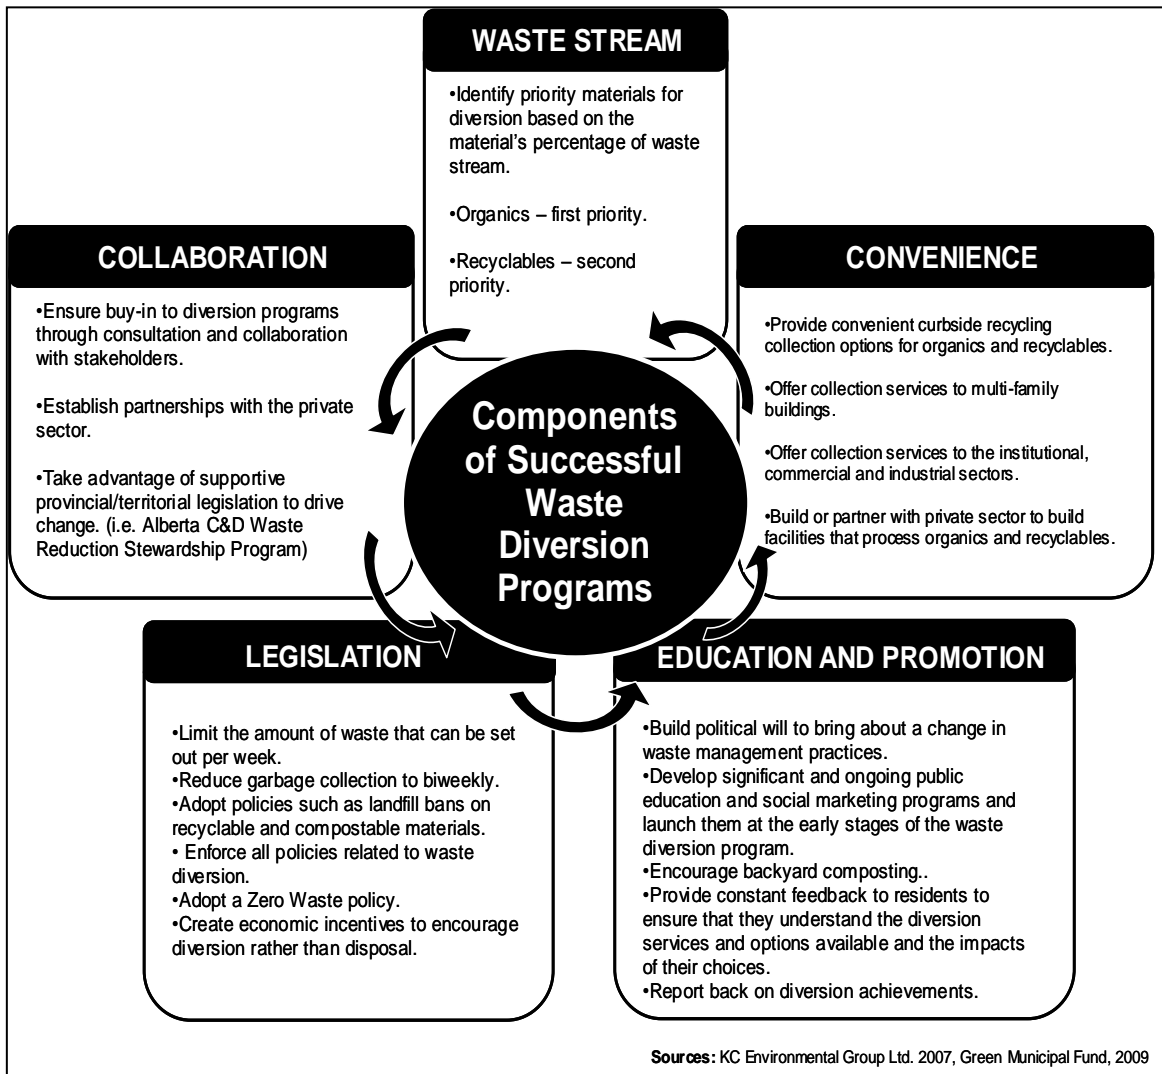 WASTE STREAM
•Identify priority materials for
diversion based on the
material's percentage of waste
stream.
•Organics – first priority.
•Recyclables – second
priority.
COLLABORATION
•Ensure buy-in to diversion programs
through consultation and collaboration
with stakeholders.
•Establish partnerships with the private
sector.
•Take advantage of supportive
provincial/territorial legislation to drive
change. (i.e. Alberta C&D Waste
Reduction Stewardship Program)
CONVENIENCE
•Provide convenient curbside recycling
collection options for organics and recyclables.
•Offer collection services to multi-family
buildings.
•Offer collection services to the institutional,
commercial and industrial sectors.
•Build or partner with private sector to build
facilities that process organics and recyclables.
Components
of Successful
Waste
Diversion
Programs
LEGISLATION
•Limit the amount of waste that can be set
out per week.
•Reduce garbage collection to biweekly.
•Adopt policies such as landfill bans on
recyclable and compostable materials.
• Enforce all policies related to waste
diversion.
•Adopt a Zero Waste policy.
•Create economic incentives to encourage
diversion rather than disposal.
EDUCATION AND PROMOTION
•Build political will to bring about a change in
waste management practices.
•Develop significant and ongoing public
education and social marketing programs and
launch them at the early stages of the waste
diversion program.
•Encourage backyard composting..
•Provide constant feedback to residents to
ensure that they understand the diversion
services and options available and the impacts
of their choices.
•Report back on diversion achievements.
Sources: KC Environmental Group Ltd. 2007, Green Municipal Fund, 2009